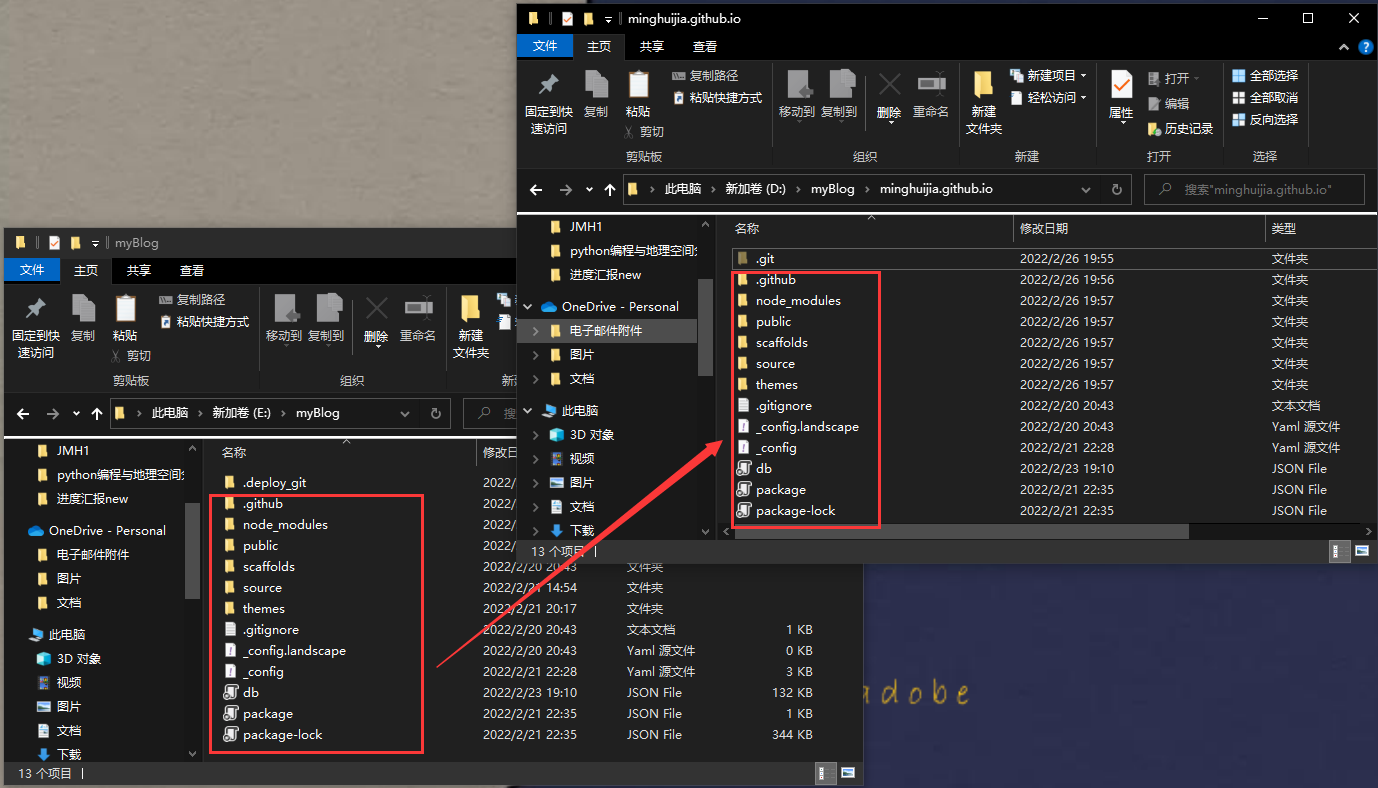 minghuijia.github.io
文件 主页 共享 查看
固定到快速访问 复制 粘贴 复制路径 粘贴快捷方式 剪切
移动到 复制到 删除 重命名
新建文件夹 新建项目 轻松访问
属性 打开 编辑 历史记录
全部选择 全部取消 反向选择
剪贴板 组织 新建 打开 选择
此电脑 新加卷 (D:) myBlog minghuijia.github.io
搜索"minghuijia.github.io"
JMH1
python编程与地理空间
进度汇报new
OneDrive - Personal
电子邮件附件
图片
文档
此电脑
3D 对象
视频
图片
文档
下载
名称 修改日期 类型
.git 2022/2/26 19:55 文件夹
.github 2022/2/26 19:56 文件夹
node_modules 2022/2/26 19:57 文件夹
public 2022/2/26 19:57 文件夹
scaffolds 2022/2/26 19:57 文件夹
source 2022/2/26 19:57 文件夹
themes 2022/2/26 19:57 文件夹
.gitignore 2022/2/20 20:43 文本文档
_config.landscape 2022/2/20 20:43 Yaml 源文件
_config 2022/2/21 22:28 Yaml 源文件
db 2022/2/23 19:10 JSON File
package 2022/2/21 22:35 JSON File
package-lock 2022/2/21 22:35 JSON File
13 个项目
myBlog
文件 主页 共享 查看
固定到快速访问 复制 粘贴 复制路径 粘贴快捷方式 剪切
移动到 复制到 删除 重命名
新建文件夹
剪贴板 组织
此电脑 新加卷 (E:) myBlog
搜
JMH1
python编程与地理空间
进度汇报new
OneDrive - Personal
电子邮件附件
图片
文档
此电脑
3D 对象
视频
图片
文档
下载
名称 修改日
.deploy_git 2022/
.github 2022/
node_modules 2022/
public 2022/
scaffolds 2022/2/20 20:43 文件夹
source 2022/2/21 14:54 文件夹
themes 2022/2/21 20:17 文件夹
.gitignore 2022/2/20 20:43 文本文档 1 KB
_config.landscape 2022/2/20 20:43 Yaml 源文件 0 KB
_config 2022/2/21 22:28 Yaml 源文件 3 KB
db 2022/2/23 19:10 JSON File 132 KB
package 2022/2/21 22:35 JSON File 1 KB
package-lock 2022/2/21 22:35 JSON File 344 KB
13 个项目
adobe